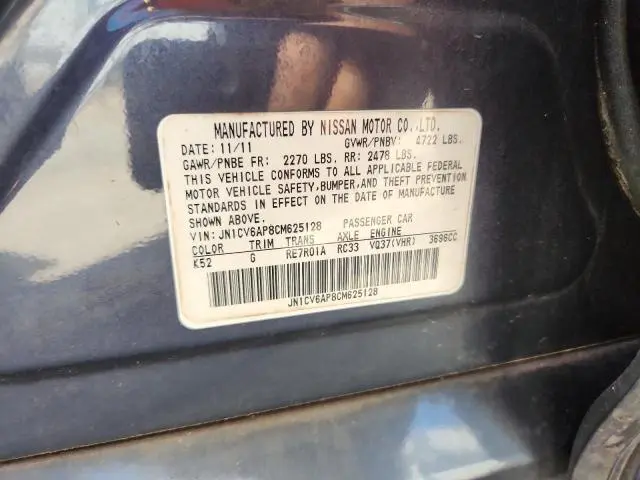 MANUFACTURED BY NISSAN MOTOR CO.,LTD.
DATE: 11/11 GVWR/PNBV: 4722 LBS.
GAWR/PNBE FR: 2270 LBS. RR: 2478 LBS.
THIS VEHICLE CONFORMS TO ALL APPLICABLE FEDERAL
MOTOR VEHICLE SAFETY,BUMPER,AND THEFT PREVENTION
STANDARDS IN EFFECT ON THE DATE OF MANUFACTURE
SHOWN ABOVE.
VIN: JN1CV6AP8CM625128 PASSENGER CAR
COLOR TRIM TRANS AXLE ENGINE
K52 G RE7R01A RC33 VQ37(VHR) 3696CC
JN1CV6AP8CM625128